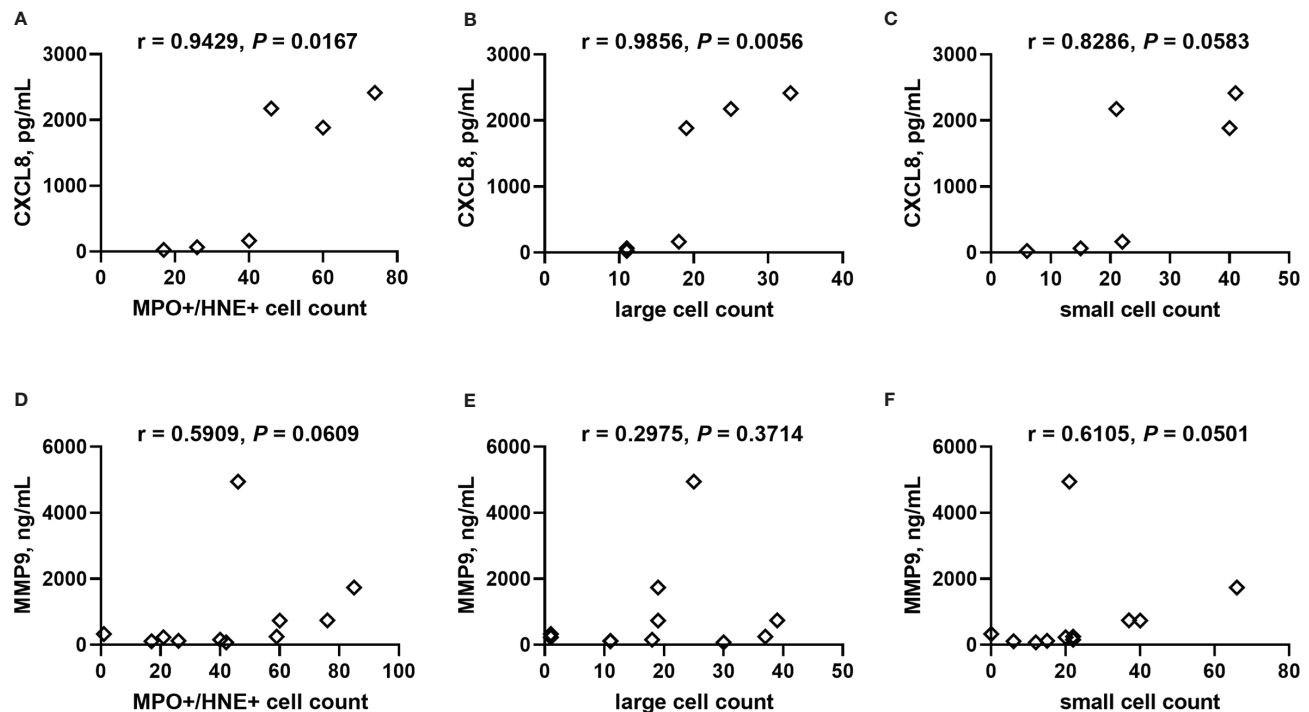 A
r = 0.9429, P = 0.0167
CXCL8, pg/mL
3000
2000
1000
0
0 20 40 60 80
MPO+/HNE+ cell count
B
r = 0.9856, P = 0.0056
CXCL8, pg/mL
3000
2000
1000
0
0 10 20 30 40
large cell count
C
r = 0.8286, P = 0.0583
CXCL8, pg/mL
3000
2000
1000
0
0 10 20 30 40 50
small cell count
D
r = 0.5909, P = 0.0609
MMP9, ng/mL
6000
4000
2000
0
0 20 40 60 80 100
MPO+/HNE+ cell count
E
r = 0.2975, P = 0.3714
MMP9, ng/mL
6000
4000
2000
0
0 10 20 30 40 50
large cell count
F
r = 0.6105, P = 0.0501
MMP9, ng/mL
6000
4000
2000
0
0 20 40 60 80
small cell count